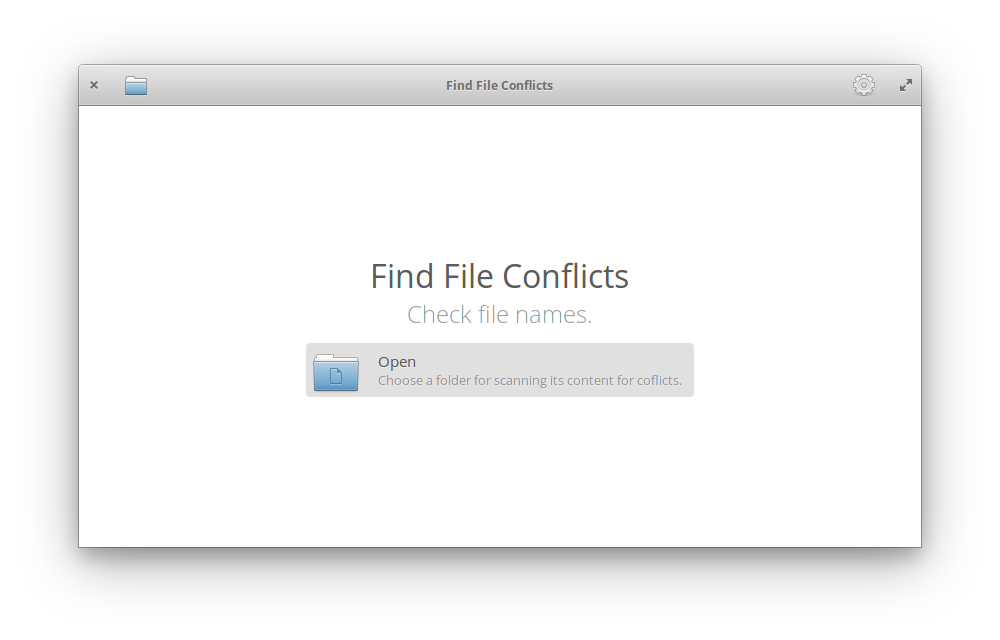 Find File Conflicts
Find File Conflicts
Check file names.
Open
Choose a folder for scanning its content for coflicts.